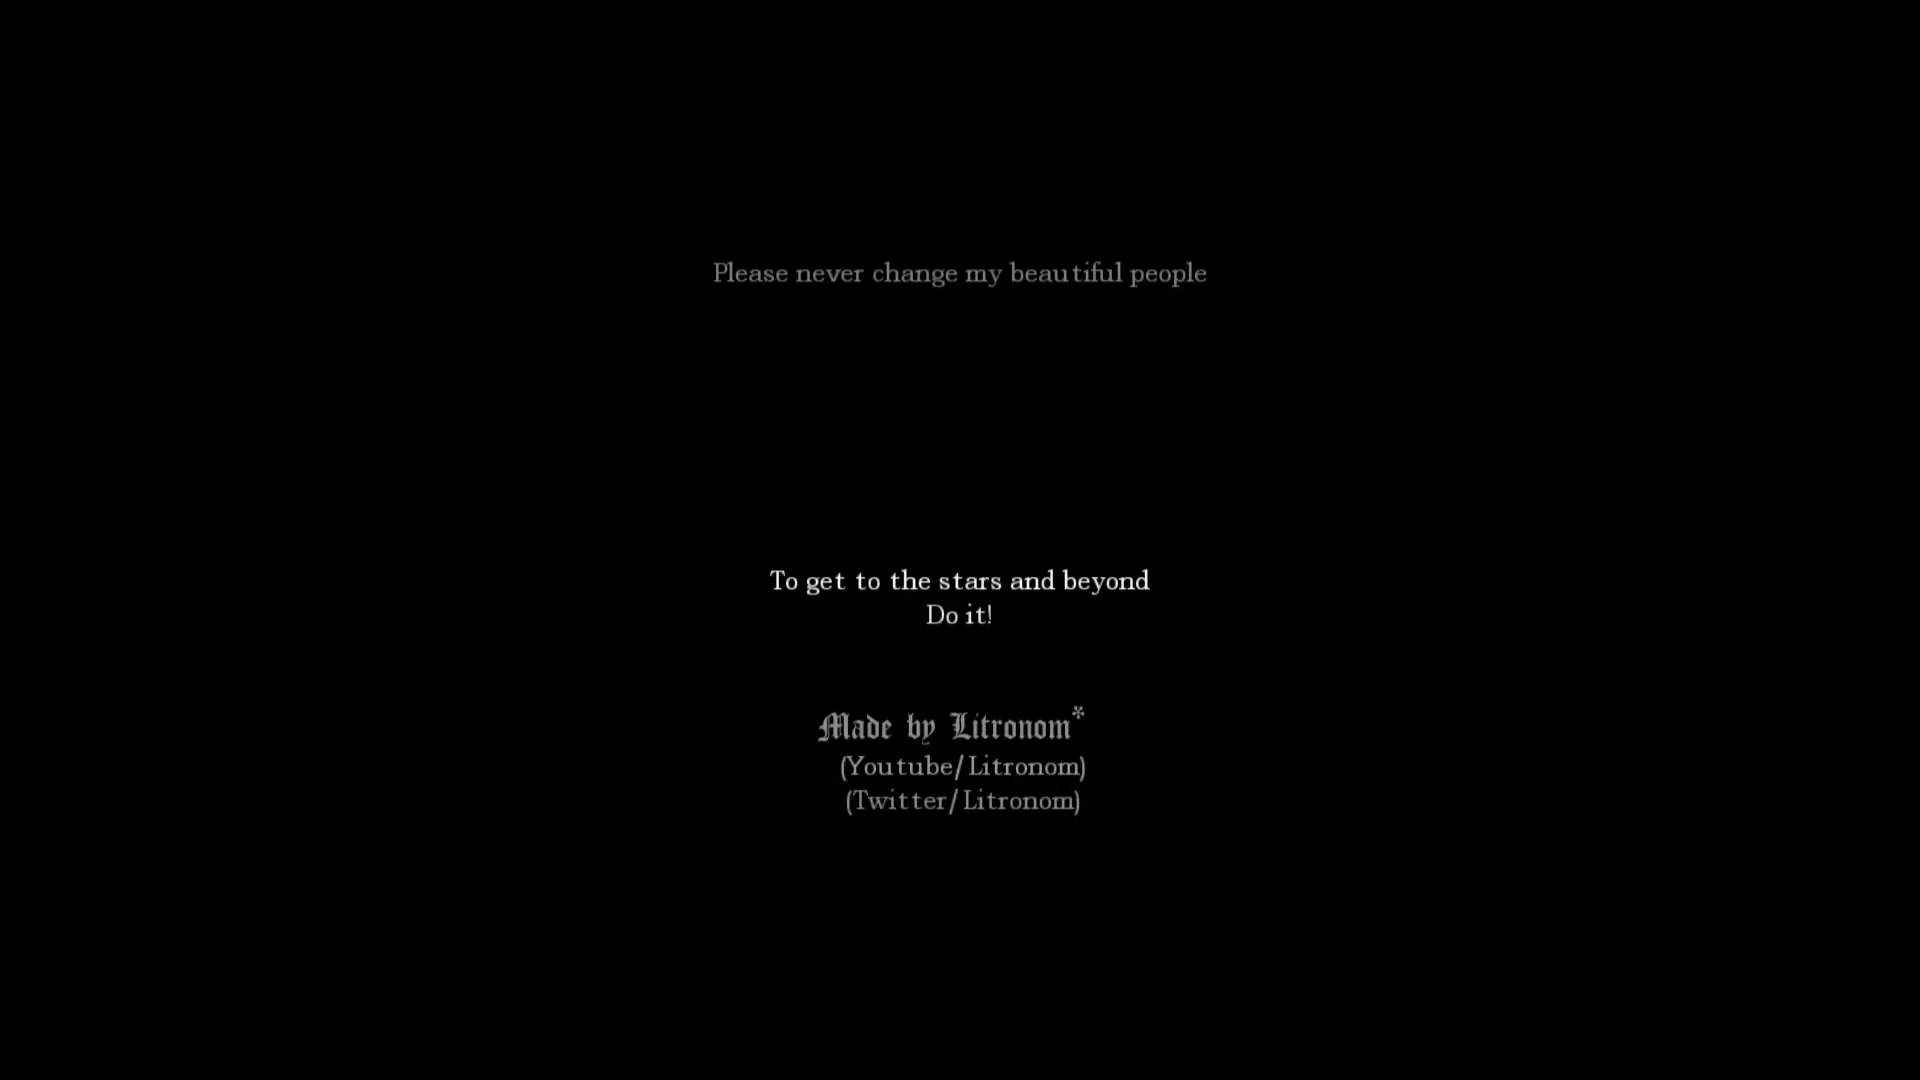 Please never change my beautiful people
To get to the stars and beyond
Do it!
Made by Litronom*
(Youtube/Litronom)
(Twitter/Litronom)